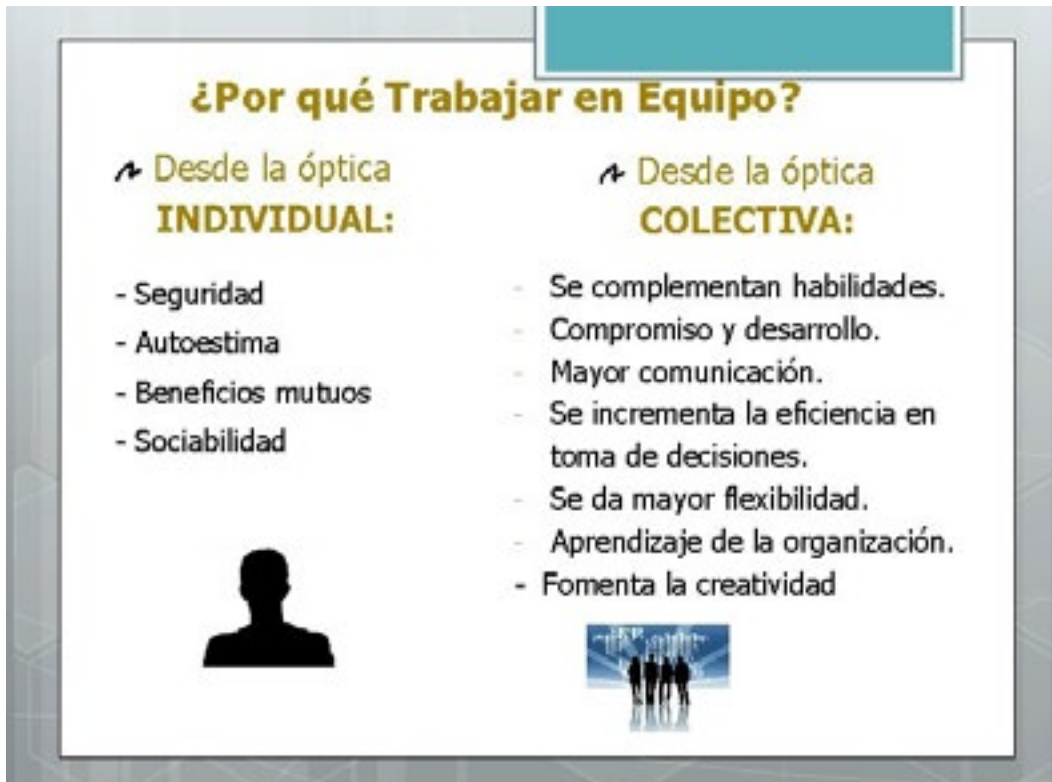 ¿Por qué Trabajar en Equipo?
Desde la óptica
INDIVIDUAL:
- Seguridad
- Autoestima
- Beneficios mutuos
- Sociabilidad
Desde la óptica
COLECTIVA:
- Se complementan habilidades.
- Compromiso y desarrollo.
- Mayor comunicación.
- Se incrementa la eficiencia en
toma de decisiones.
- Se da mayor flexibilidad.
- Aprendizaje de la organización.
- Fomenta la creatividad